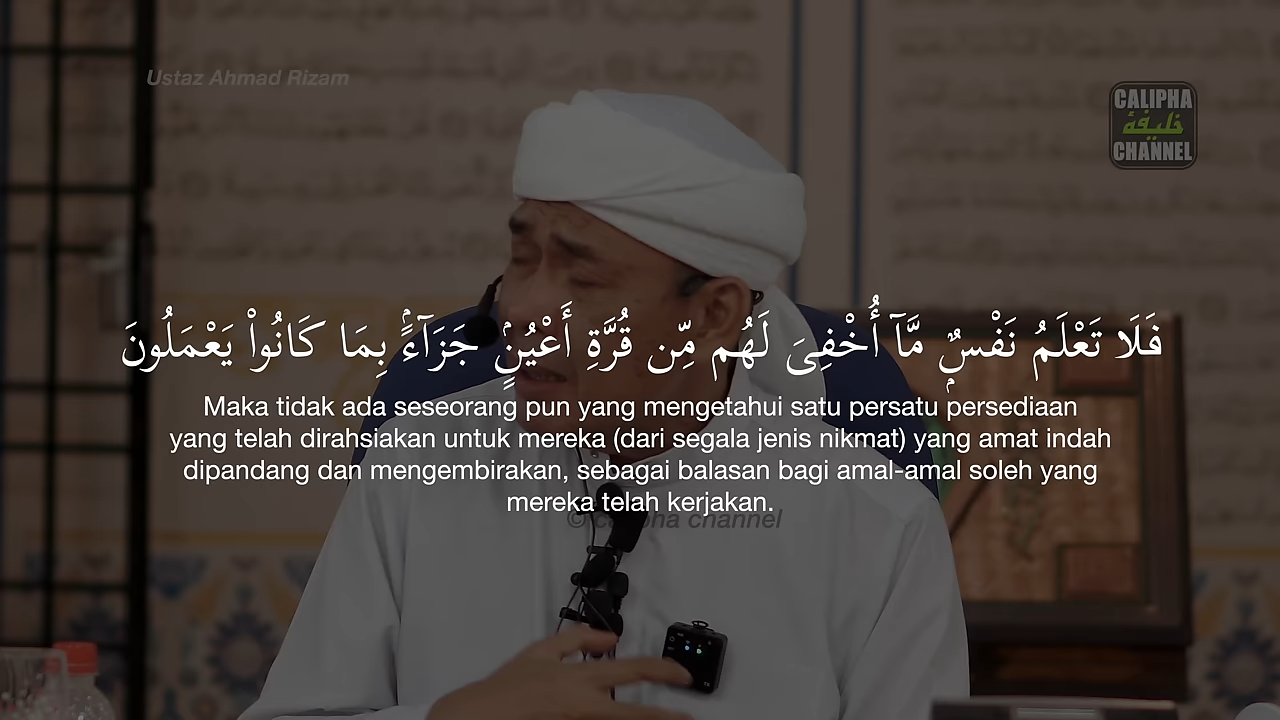 Ustaz Ahmad Rizam
CALIPHA
خليفة
CHANNEL
فَلَا تَعْلَمُ نَفْسٌ مَّآ أُخْفِىَ لَهُم مِّن قُرَّةِ أَعْيُنٍ جَزَآءًۢ بِمَا كَانُوا۟ يَعْمَلُونَ
Maka tidak ada seseorang pun yang mengetahui satu persatu persediaan
yang telah dirahsiakan untuk mereka (dari segala jenis nikmat) yang amat indah
dipandang dan mengembirakan, sebagai balasan bagi amal-amal soleh yang
mereka telah kerjakan.
© calipha channel